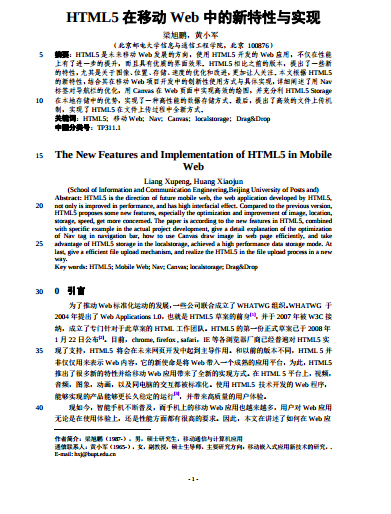 HTML5 在移动 Web 中的新特性与实现
梁旭鹏，黄小军
（北京邮电大学信息与通信工程学院，北京 100876）
5 摘要：HTML5 是未来移动 Web 发展的方向，使用 HTML5 开发的 Web 应用，不仅在性能
上有了进一步的提升，而且具有优质的界面效果。HTML5 相比之前的版本，提出了一些新
的特性，尤其是关于图像、位置、存储、速度的优化和改进，更加让人关注。本文根据 HTML5
的新特性，结合其在移动 Web 项目开发中的创新性使用方式与具体实现，详细阐述了用 Nav
标签对导航栏的优化，用 Canvas 在 Web 页面中实现高效的绘图，并充分利用 HTML5 Storage
10 在本地存储中的优势，实现了一种高性能的数据存储方式。最后，提出了高效的文件上传机
制，实现了 HTML5 在文件上传过程中全新方式。
关键词：HTML5；移动 Web；Nav；Canvas；localstorage；Drag&Drop
中图分类号：TP311.1
15 The New Features and Implementation of HTML5 in Mobile
Web
Liang Xupeng, Huang Xiaojun
(School of Information and Communication Engineering,Beijing University of Posts and)
Abstract: HTML5 is the direction of future mobile web, the web application developed by HTML5,
20 not only is improved in performance, and has high interfacial effect. Compared to the previous version,
HTML5 proposes some new features, especially the optimization and improvement of image, location,
storage, speed, get more concerned. The paper is according to the new features in HTML5, combined
with specific example in the actual project development, give a detail explanation of the optimization
of Nav tag in navigation bar, how to use Canvas draw image in web page efficiently, and take
25 advantage of HTML5 storage in the localstorage, achieved a high performance data storage mode. At
last, give a efficient file upload mechanism, and realize the HTML5 in the file upload process in a new
way.
Key words: HTML5; Mobile Web; Nav; Canvas; localstorage; Drag&Drop
30 0 引言
为了推动 Web 标准化运动的发展，一些公司联合成立了 WHATWG 组织。WHATWG 于
2004 年提出了 Web Applications 1.0，也就是 HTML5 草案的前身[1]，并于 2007 年被 W3C 接
纳，成立了专门针对于此草案的 HTML 工作团队。HTML5 的第一份正式草案已于 2008 年
1 月 22 日公布[2]。目前，chrome, firefox , safari，IE 等各浏览器厂商已经普遍对 HTML5 实
35 现了支持，HTML5 将会在未来网页开发中起到主导作用。和以前的版本不同，HTML 5 并
非仅仅用来表示 Web 内容，它的新使命是将 Web 带入一个成熟的应用平台，为此，HTML5
推出了很多新的特性并给移动 Web 应用带来了全新的实现方式。在 HTML 5 平台上，视频，
音频，图象，动画，以及同电脑的交互都被标准化。使用 HTML5 技术开发的 Web 程序，
能够实现的产品能够更长久稳定的运行[3]，并带来高质量的用户体验。
40 现如今，智能手机不断普及，而手机上的移动 Web 应用也越来越多，用户对 Web 应用
无论是在使用体验上，还是性能方面都有很高的要求。因此，本文在讲述了如何在 Web 应
作者简介：梁旭鹏（1987-），男，硕士研究生，移动通信与计算机应用
通信联系人：黄小军（1965-），女，副教授，硕士生导师，主要研究方向：移动嵌入式应用新技术的研究，.
E-mail: hxj@bupt.edu.cn
- 1 -